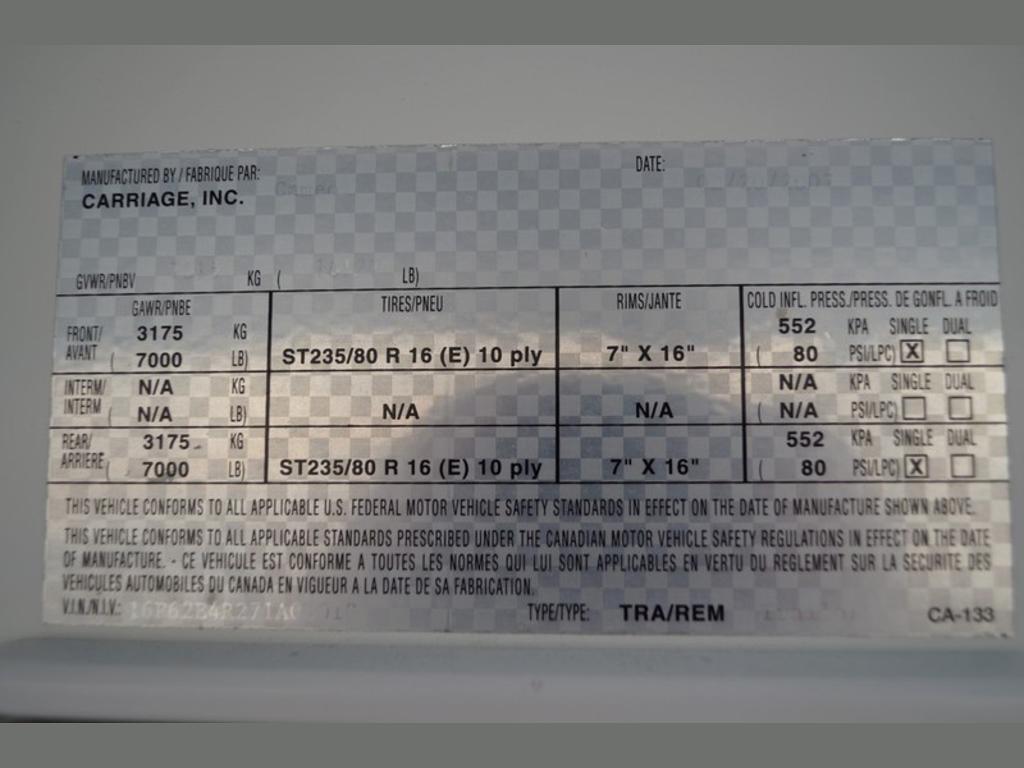 MANUFACTURED BY / FABRIQUE PAR:
DATE:
CARRIAGE, INC.
GVWR/PNBV KG ( LB)
GAWR/PNBE TIRES/PNEU RIMS/JANTE COLD INFL. PRESS./PRESS. DE GONFL. A FROID
FRONT/ 3175 KG 552 KPA SINGLE DUAL
AVANT ( 7000 LB) ST235/80 R 16 (E) 10 ply 7" X 16" ( 80 PSI/LPC) X
INTERM/ N/A KG N/A KPA SINGLE DUAL
INTERM ( N/A LB) N/A N/A ( N/A PSI/LPC)
REAR/ 3175 KG 552 KPA SINGLE DUAL
ARRIERE ( 7000 LB) ST235/80 R 16 (E) 10 ply 7" X 16" ( 80 PSI/LPC) X
THIS VEHICLE CONFORMS TO ALL APPLICABLE U.S. FEDERAL MOTOR VEHICLE SAFETY STANDARDS IN EFFECT ON THE DATE OF MANUFACTURE SHOWN ABOVE.
THIS VEHICLE CONFORMS TO ALL APPLICABLE STANDARDS PRESCRIBED UNDER THE CANADIAN MOTOR VEHICLE SAFETY REGULATIONS IN EFFECT ON THE DATE
OF MANUFACTURE. - CE VEHICULE EST CONFORME A TOUTES LES NORMES QUI LUI SONT APPLICABLES EN VERTU DU REGLEMENT SUR LA SECURITE DES
VEHICULES AUTOMOBILES DU CANADA EN VIGUEUR A LA DATE DE SA FABRICATION.
V.I.N./N.I.V.: TYPE/TYPE: TRA/REM CA-133